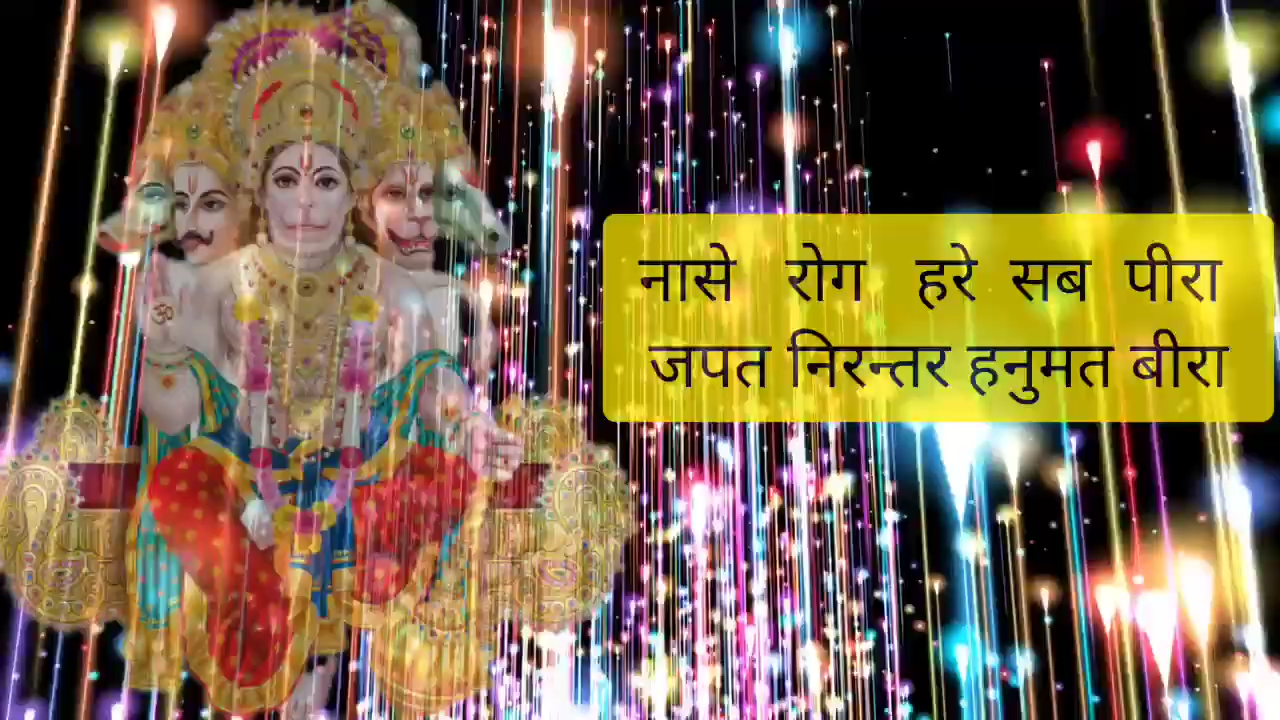 नासे रोग हरे सब पीरा
जपत निरन्तर हनुमत बीरा
ॐ